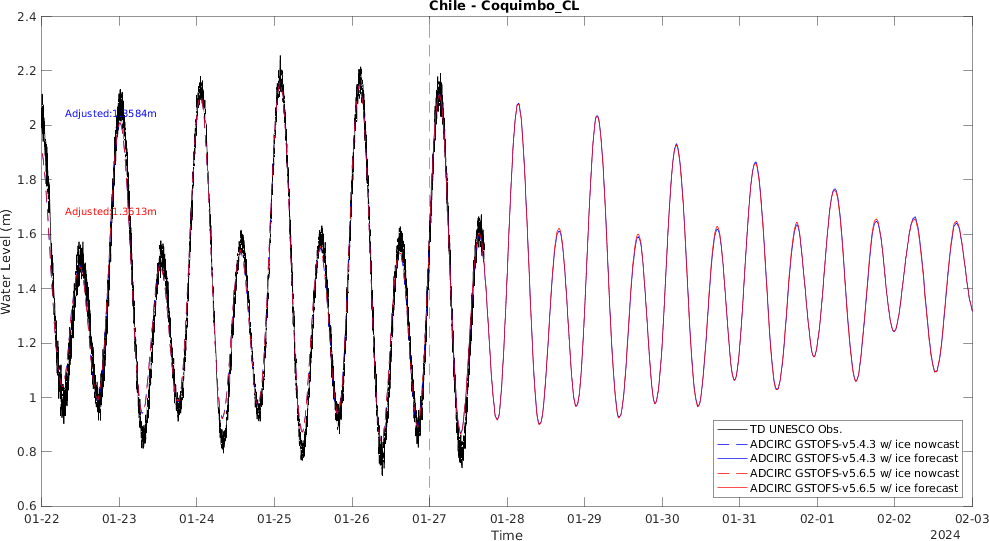 Chile - Coquimbo_CL
Water Level (m)
2.4
2.2
2
1.8
1.6
1.4
1.2
1
0.8
0.6
Adjusted:1.3584m
Adjusted:1.3513m
TD UNESCO Obs.
ADCIRC GSTOFS-v5.4.3 w/ ice nowcast
ADCIRC GSTOFS-v5.4.3 w/ ice forecast
ADCIRC GSTOFS-v5.6.5 w/ ice nowcast
ADCIRC GSTOFS-v5.6.5 w/ ice forecast
01-22 01-23 01-24 01-25 01-26 01-27 01-28 01-29 01-30 01-31 02-01 02-02 02-03
Time
2024